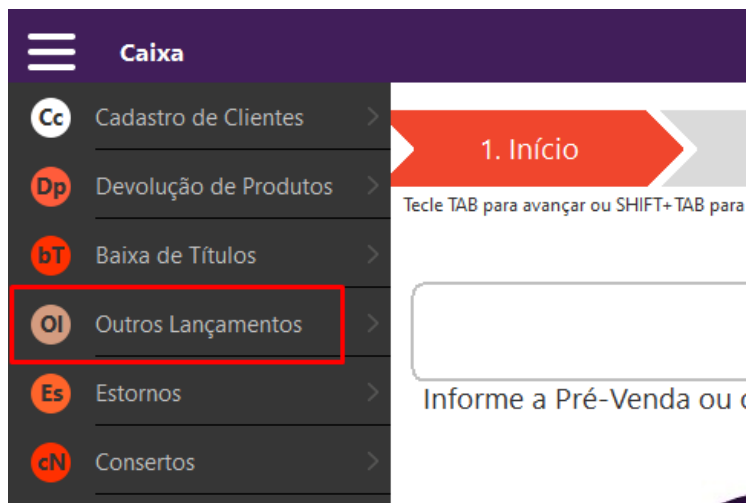 Caixa
Cc Cadastro de Clientes
Dp Devolução de Produtos
bT Baixa de Títulos
Ol Outros Lançamentos
Es Estornos
cN Consertos
1. Início
Tecle TAB para avançar ou SHIFT+TAB para
Informe a Pré-Venda ou